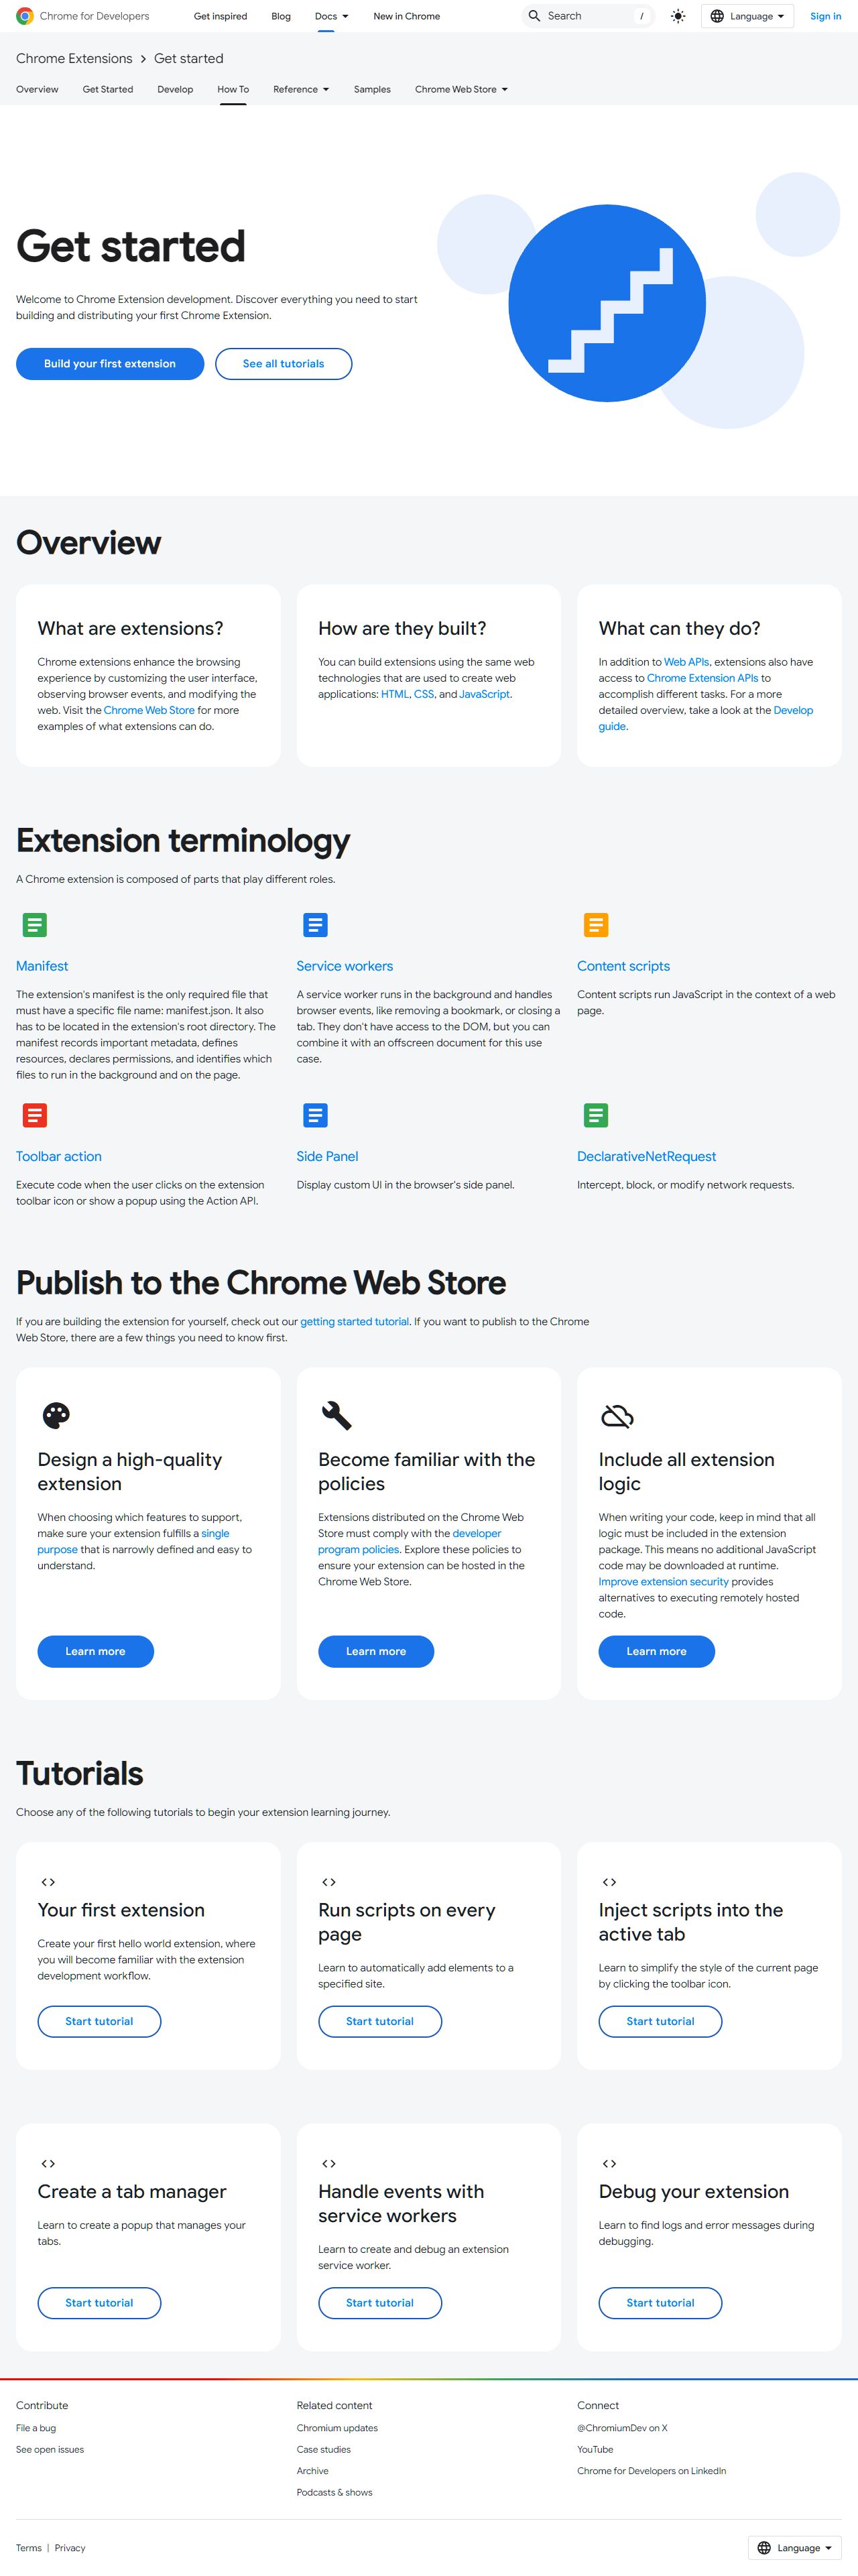 Chrome for Developers
Get inspired
Blog
Docs
New in Chrome
Search
/
Language
Sign in
Chrome Extensions
Get started
Overview
Get Started
Develop
How To
Reference
Samples
Chrome Web Store
Get started
Welcome to Chrome Extension development. Discover everything you need to start
building and distributing your first Chrome Extension.
Build your first extension
See all tutorials
Overview
What are extensions?
Chrome extensions enhance the browsing
experience by customizing the user interface,
observing browser events, and modifying the
web. Visit the Chrome Web Store for more
examples of what extensions can do.
How are they built?
You can build extensions using the same web
technologies that are used to create web
applications: HTML, CSS, and JavaScript.
What can they do?
In addition to Web APIs, extensions also have
access to Chrome Extension APIs to
accomplish different tasks. For a more
detailed overview, take a look at the Develop
guide.
Extension terminology
A Chrome extension is composed of parts that play different roles.
Manifest
The extension's manifest is the only required file that
must have a specific file name: manifest.json. It also
has to be located in the extension's root directory. The
manifest records important metadata, defines
resources, declares permissions, and identifies which
files to run in the background and on the page.
Service workers
A service worker runs in the background and handles
browser events, like removing a bookmark, or closing a
tab. They don't have access to the DOM, but you can
combine it with an offscreen document for this use
case.
Content scripts
Content scripts run JavaScript in the context of a web
page.
Toolbar action
Execute code when the user clicks on the extension
toolbar icon or show a popup using the Action API.
Side Panel
Display custom UI in the browser's side panel.
DeclarativeNetRequest
Intercept, block, or modify network requests.
Publish to the Chrome Web Store
If you are building the extension for yourself, check out our getting started tutorial. If you want to publish to the Chrome
Web Store, there are a few things you need to know first.
Design a high-quality
extension
When choosing which features to support,
make sure your extension fulfills a single
purpose that is narrowly defined and easy to
understand.
Learn more
Become familiar with the
policies
Extensions distributed on the Chrome Web
Store must comply with the developer
program policies. Explore these policies to
ensure your extension can be hosted in the
Chrome Web Store.
Learn more
Include all extension
logic
When writing your code, keep in mind that all
logic must be included in the extension
package. This means no additional JavaScript
code may be downloaded at runtime.
Improve extension security provides
alternatives to executing remotely hosted
code.
Learn more
Tutorials
Choose any of the following tutorials to begin your extension learning journey.
Your first extension
Create your first hello world extension, where
you will become familiar with the extension
development workflow.
Start tutorial
Run scripts on every
page
Learn to automatically add elements to a
specified site.
Start tutorial
Inject scripts into the
active tab
Learn to simplify the style of the current page
by clicking the toolbar icon.
Start tutorial
Create a tab manager
Learn to create a popup that manages your
tabs.
Start tutorial
Handle events with
service workers
Learn to create and debug an extension
service worker.
Start tutorial
Debug your extension
Learn to find logs and error messages during
debugging.
Start tutorial
Contribute
File a bug
See open issues
Related content
Chromium updates
Case studies
Archive
Podcasts & shows
Connect
@ChromiumDev on X
YouTube
Chrome for Developers on LinkedIn
Terms | Privacy
Language